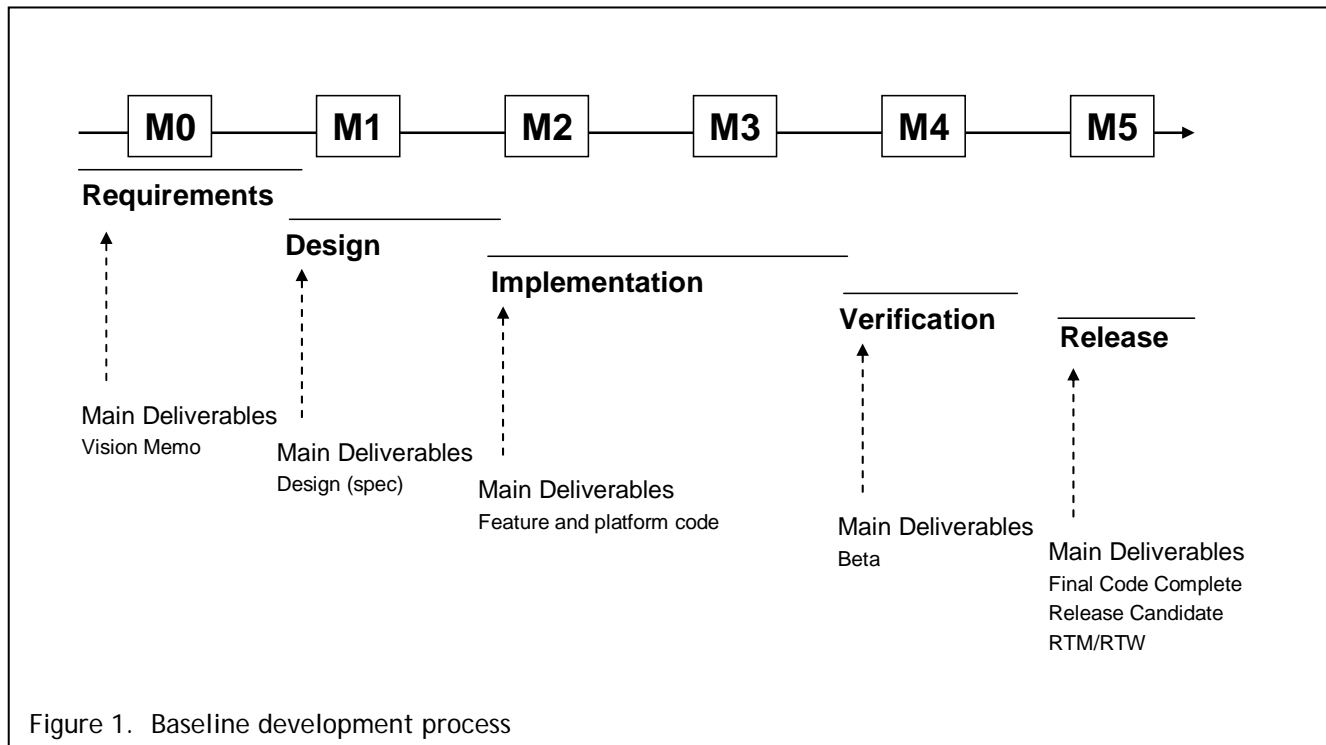 M0 M1 M2 M3 M4 M5
Requirements
Design
Implementation
Verification
Release
Main Deliverables
Vision Memo
Main Deliverables
Design (spec)
Main Deliverables
Feature and platform code
Main Deliverables
Beta
Main Deliverables
Final Code Complete
Release Candidate
RTM/RTW
Figure 1. Baseline development process